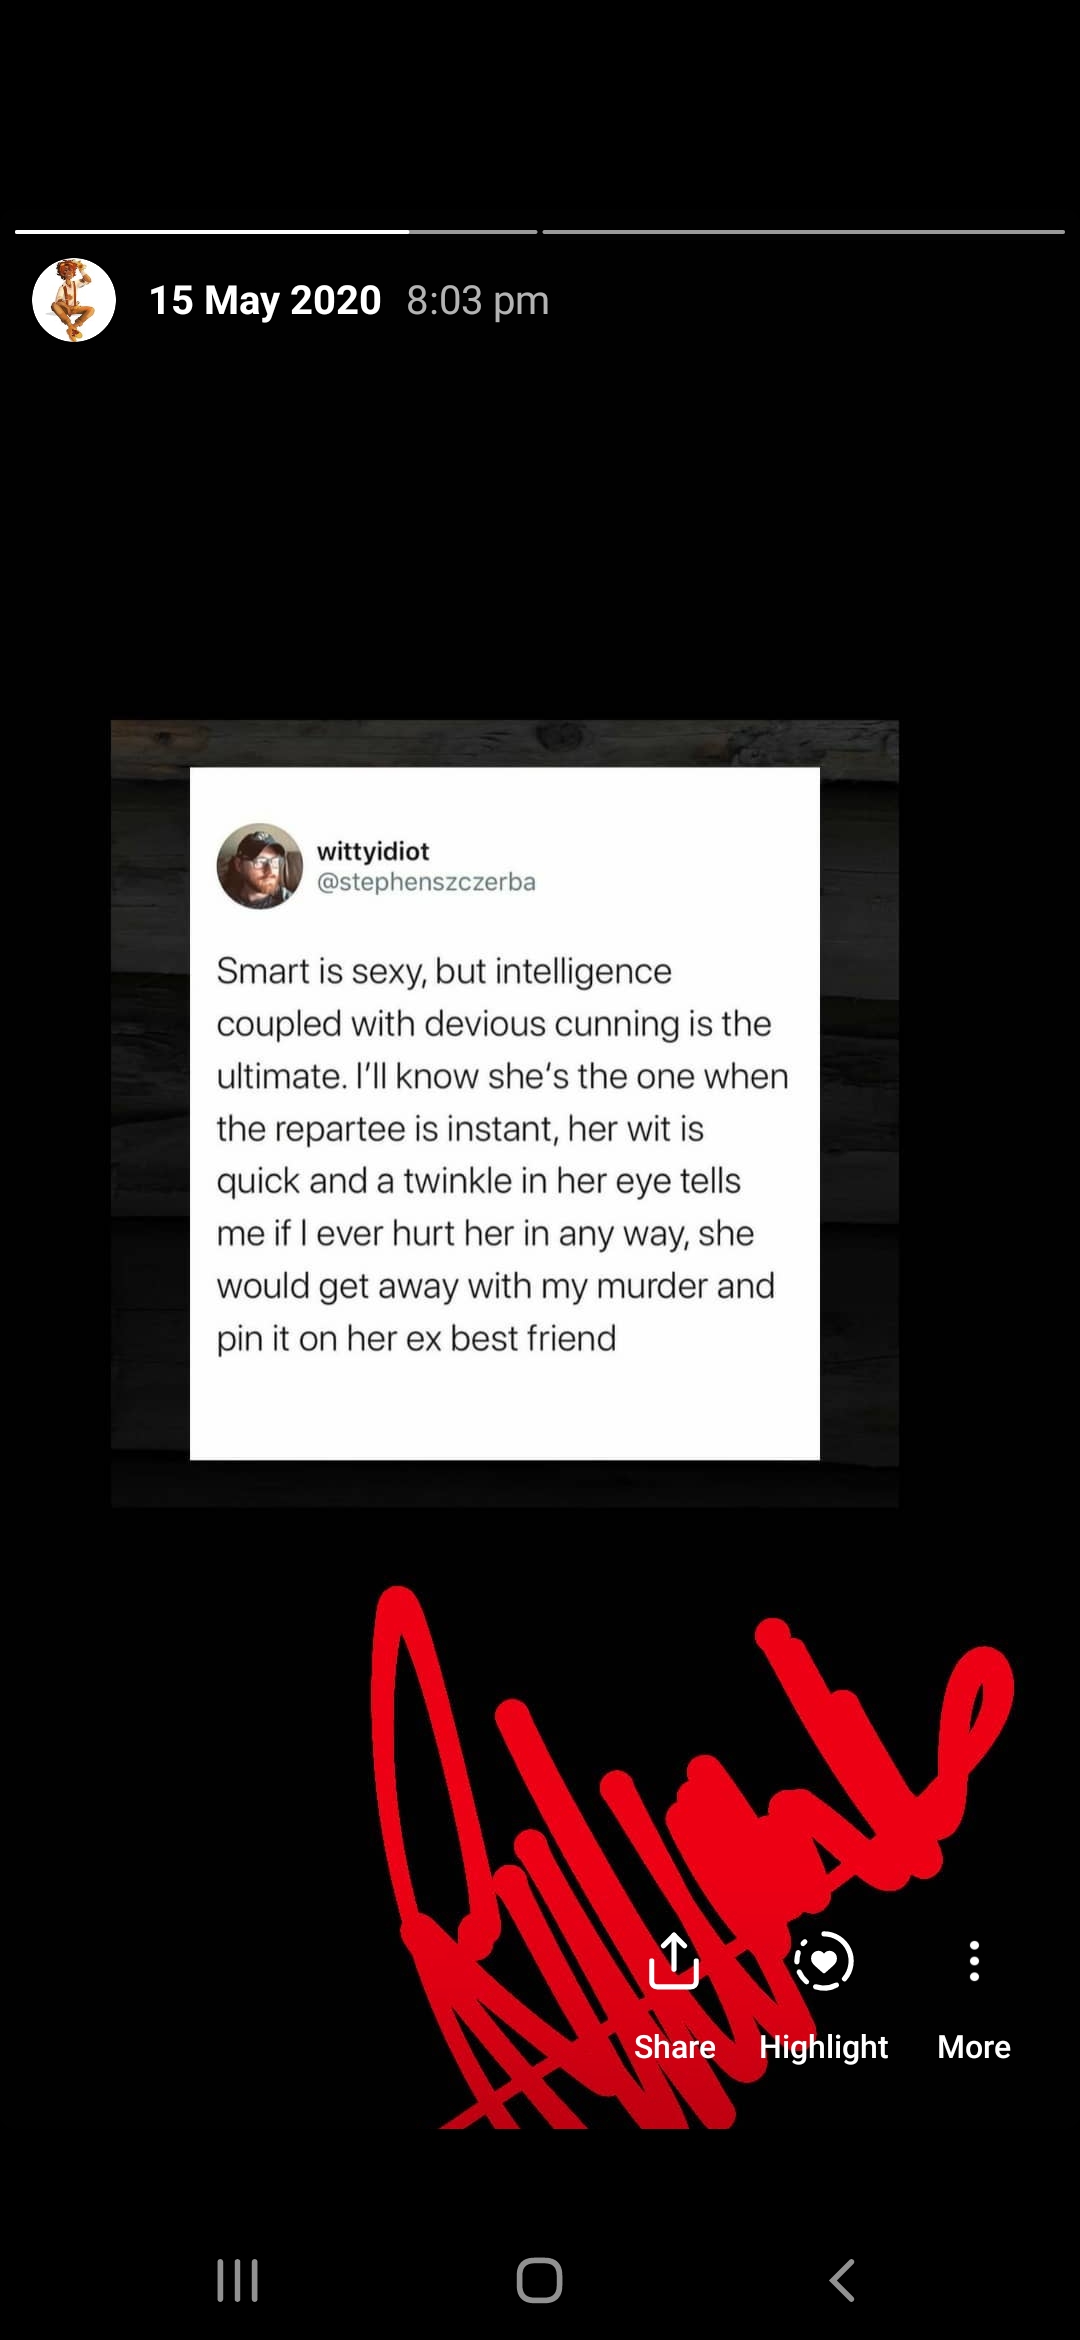 15 May 2020 8:03 pm
wittyidiot
@stephenszczerba
Smart is sexy, but intelligence
coupled with devious cunning is the
ultimate. I’ll know she’s the one when
the repartee is instant, her wit is
quick and a twinkle in her eye tells
me if I ever hurt her in any way, she
would get away with my murder and
pin it on her ex best friend
Share Highlight More